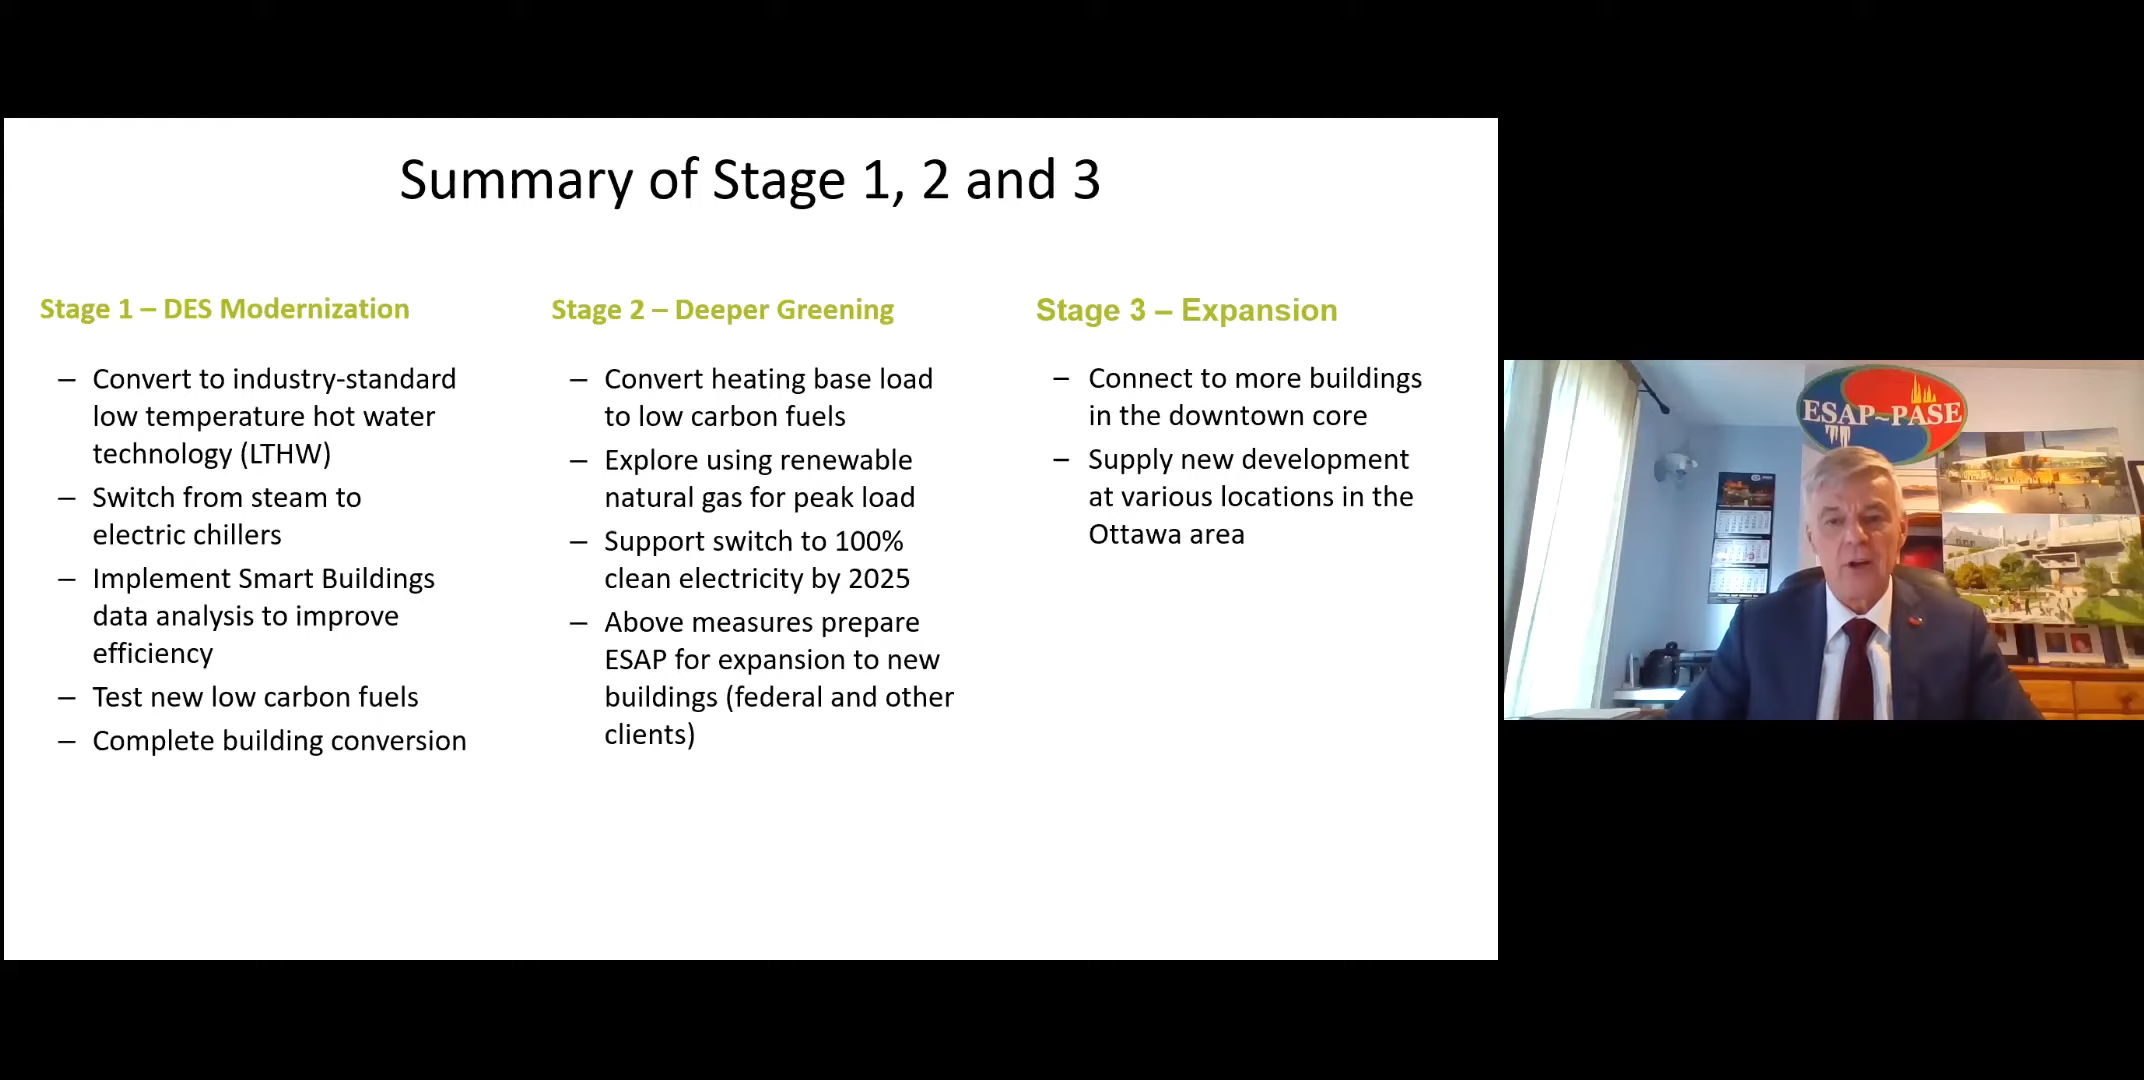 Summary of Stage 1, 2 and 3
Stage 1 – DES Modernization
– Convert to industry-standard
low temperature hot water
technology (LTHW)
– Switch from steam to
electric chillers
– Implement Smart Buildings
data analysis to improve
efficiency
– Test new low carbon fuels
– Complete building conversion
Stage 2 – Deeper Greening
– Convert heating base load
to low carbon fuels
– Explore using renewable
natural gas for peak load
– Support switch to 100%
clean electricity by 2025
– Above measures prepare
ESAP for expansion to new
buildings (federal and other
clients)
Stage 3 – Expansion
– Connect to more buildings
in the downtown core
– Supply new development
at various locations in the
Ottawa area
ESAP~PASE